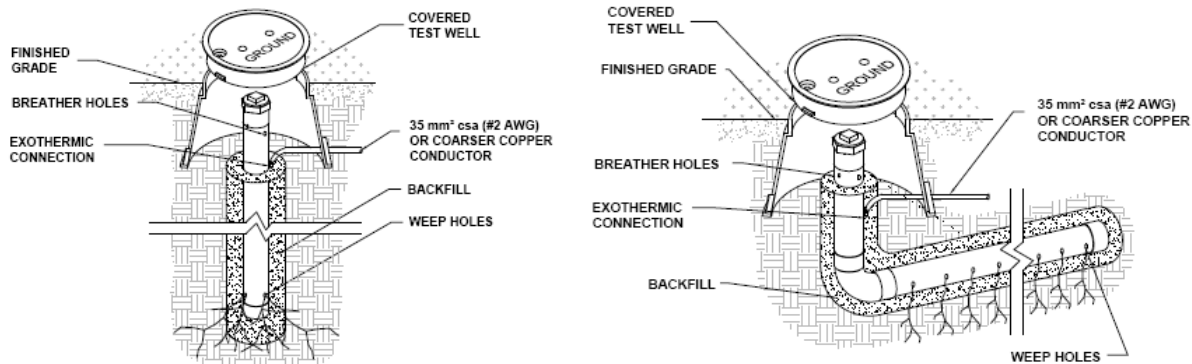 COVERED
TEST WELL
GROUND
FINISHED
GRADE
BREATHER HOLES
EXOTHERMIC
CONNECTION
35 mm² csa (#2 AWG)
OR COARSER COPPER
CONDUCTOR
BACKFILL
WEEP HOLES
COVERED
TEST WELL
GROUND
FINISHED GRADE
35 mm² csa (#2 AWG)
OR COARSER COPPER
CONDUCTOR
BREATHER HOLES
EXOTHERMIC
CONNECTION
BACKFILL
WEEP HOLES